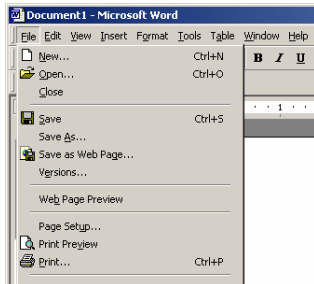 Document1 - Microsoft Word
File Edit View Insert Format Tools Table Window Help
New... Ctrl+N
B I U
Open... Ctrl+O
Close
1
Save Ctrl+S
Save As...
Save as Web Page...
Versions...
Web Page Preview
Page Setup...
Print Preview
Print... Ctrl+P